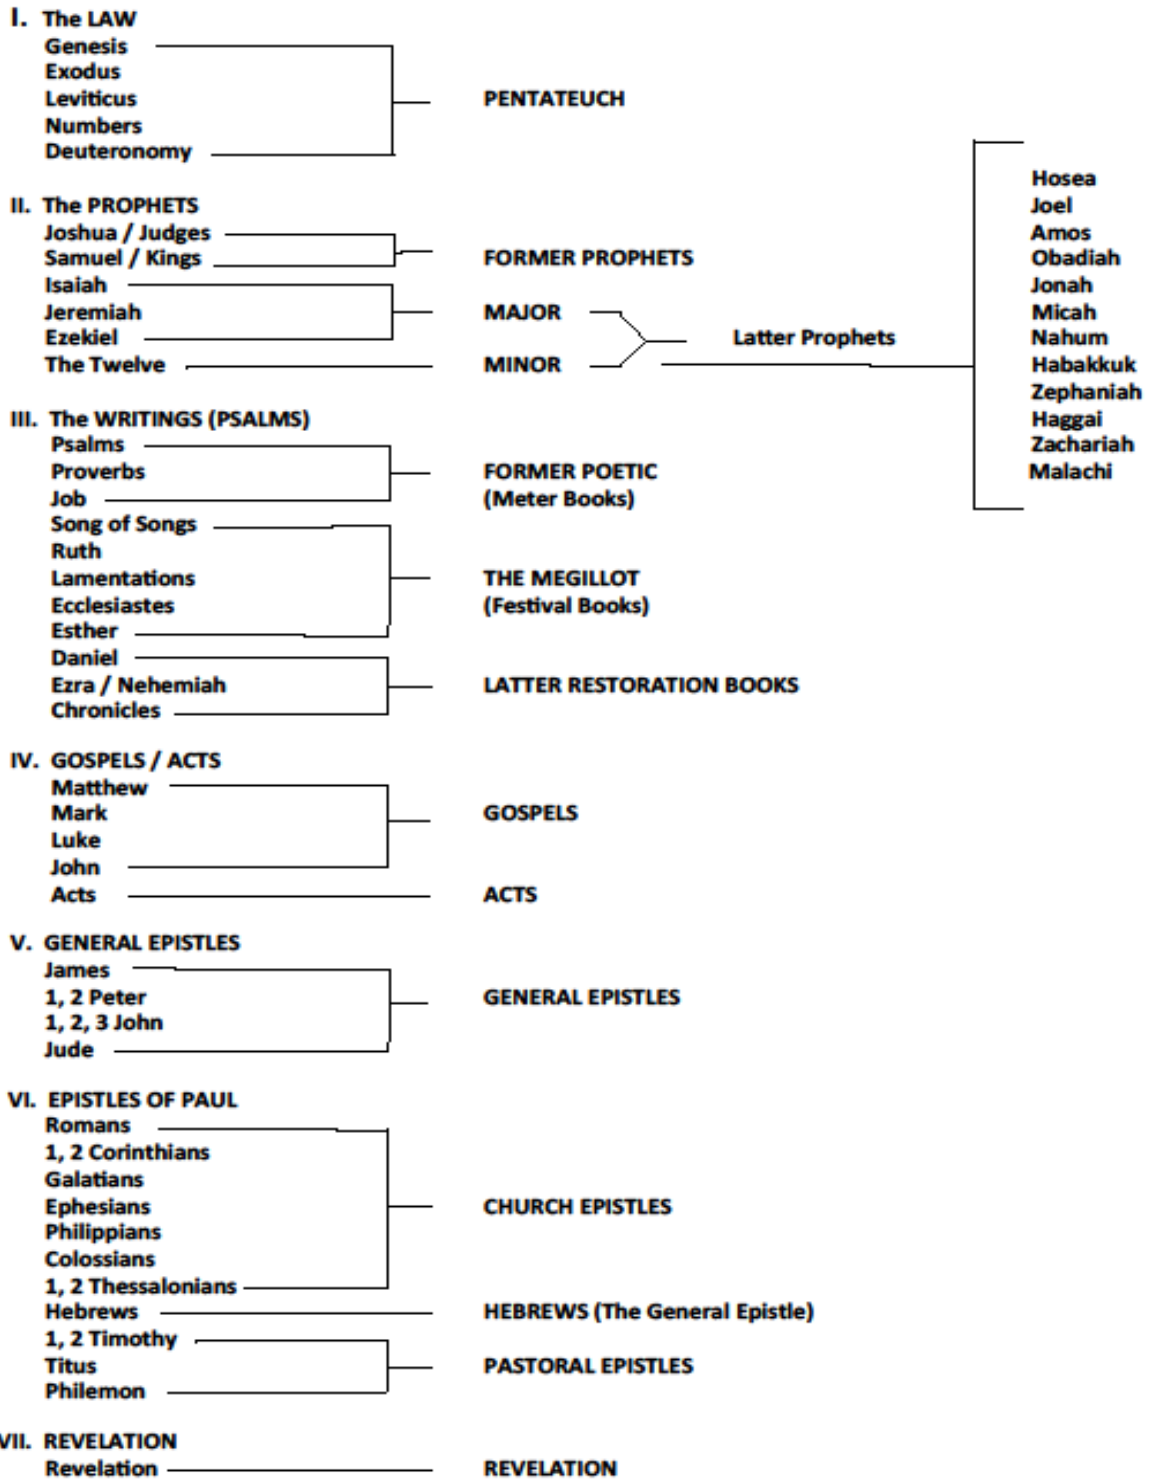 I. The LAW
Genesis
Exodus
Leviticus
PENTATEUCH
Numbers
Deuteronomy
II. The PROPHETS
Joshua / Judges
Samuel / Kings
FORMER PROPHETS
Isaiah
Jeremiah
MAJOR
Ezekiel
Latter Prophets
The Twelve
MINOR
Hosea
Joel
Amos
Obadiah
Jonah
Micah
Nahum
Habakkuk
Zephaniah
Haggai
Zachariah
Malachi
III. The WRITINGS (PSALMS)
Psalms
Proverbs
FORMER POETIC
Job
(Meter Books)
Song of Songs
Ruth
Lamentations
THE MEGILLOT
Ecclesiastes
(Festival Books)
Esther
Daniel
Ezra / Nehemiah
LATTER RESTORATION BOOKS
Chronicles
IV. GOSPELS / ACTS
Matthew
Mark
GOSPELS
Luke
John
Acts
ACTS
V. GENERAL EPISTLES
James
1, 2 Peter
GENERAL EPISTLES
1, 2, 3 John
Jude
VI. EPISTLES OF PAUL
Romans
1, 2 Corinthians
Galatians
Ephesians
CHURCH EPISTLES
Philippians
Colossians
1, 2 Thessalonians
Hebrews
HEBREWS (The General Epistle)
1, 2 Timothy
Titus
PASTORAL EPISTLES
Philemon
VII. REVELATION
Revelation
REVELATION